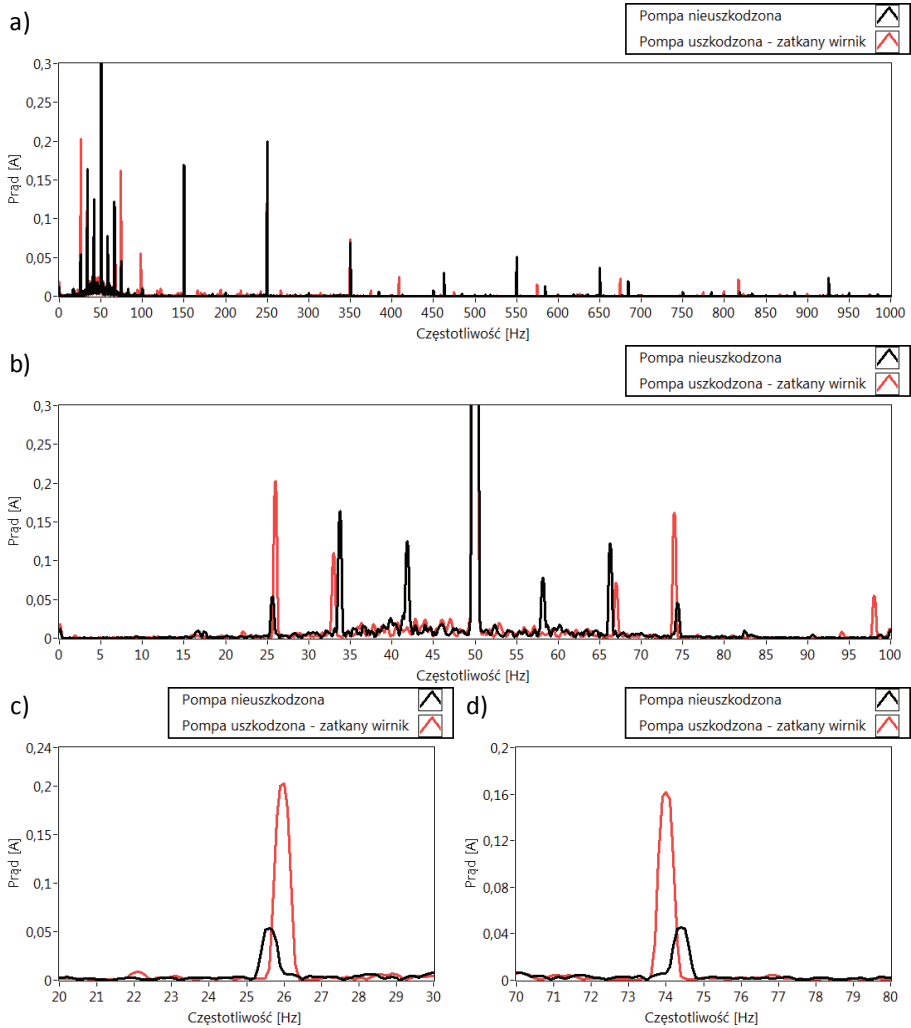 a)
Pompa nieuszkodzona
Pompa uszkodzona - zatkany wirnik
0,3
0,25
0,2
0,15
0,1
0,05
0
Prąd [A]
0 50 100 150 200 250 300 350 400 450 500 550 600 650 700 750 800 850 900 950 1000
Częstotliwość [Hz]
b)
Pompa nieuszkodzona
Pompa uszkodzona - zatkany wirnik
0,3
0,25
0,2
0,15
0,1
0,05
0
Prąd [A]
0 5 10 15 20 25 30 35 40 45 50 55 60 65 70 75 80 85 90 95 100
Częstotliwość [Hz]
c)
Pompa nieuszkodzona
Pompa uszkodzona - zatkany wirnik
0,24
0,2
0,15
0,1
0,05
0
Prąd [A]
20 21 22 23 24 25 26 27 28 29 30
Częstotliwość [Hz]
d)
Pompa nieuszkodzona
Pompa uszkodzona - zatkany wirnik
0,2
0,16
0,12
0,08
0,04
0
Prąd [A]
70 71 72 73 74 75 76 77 78 79 80
Częstotliwość [Hz]